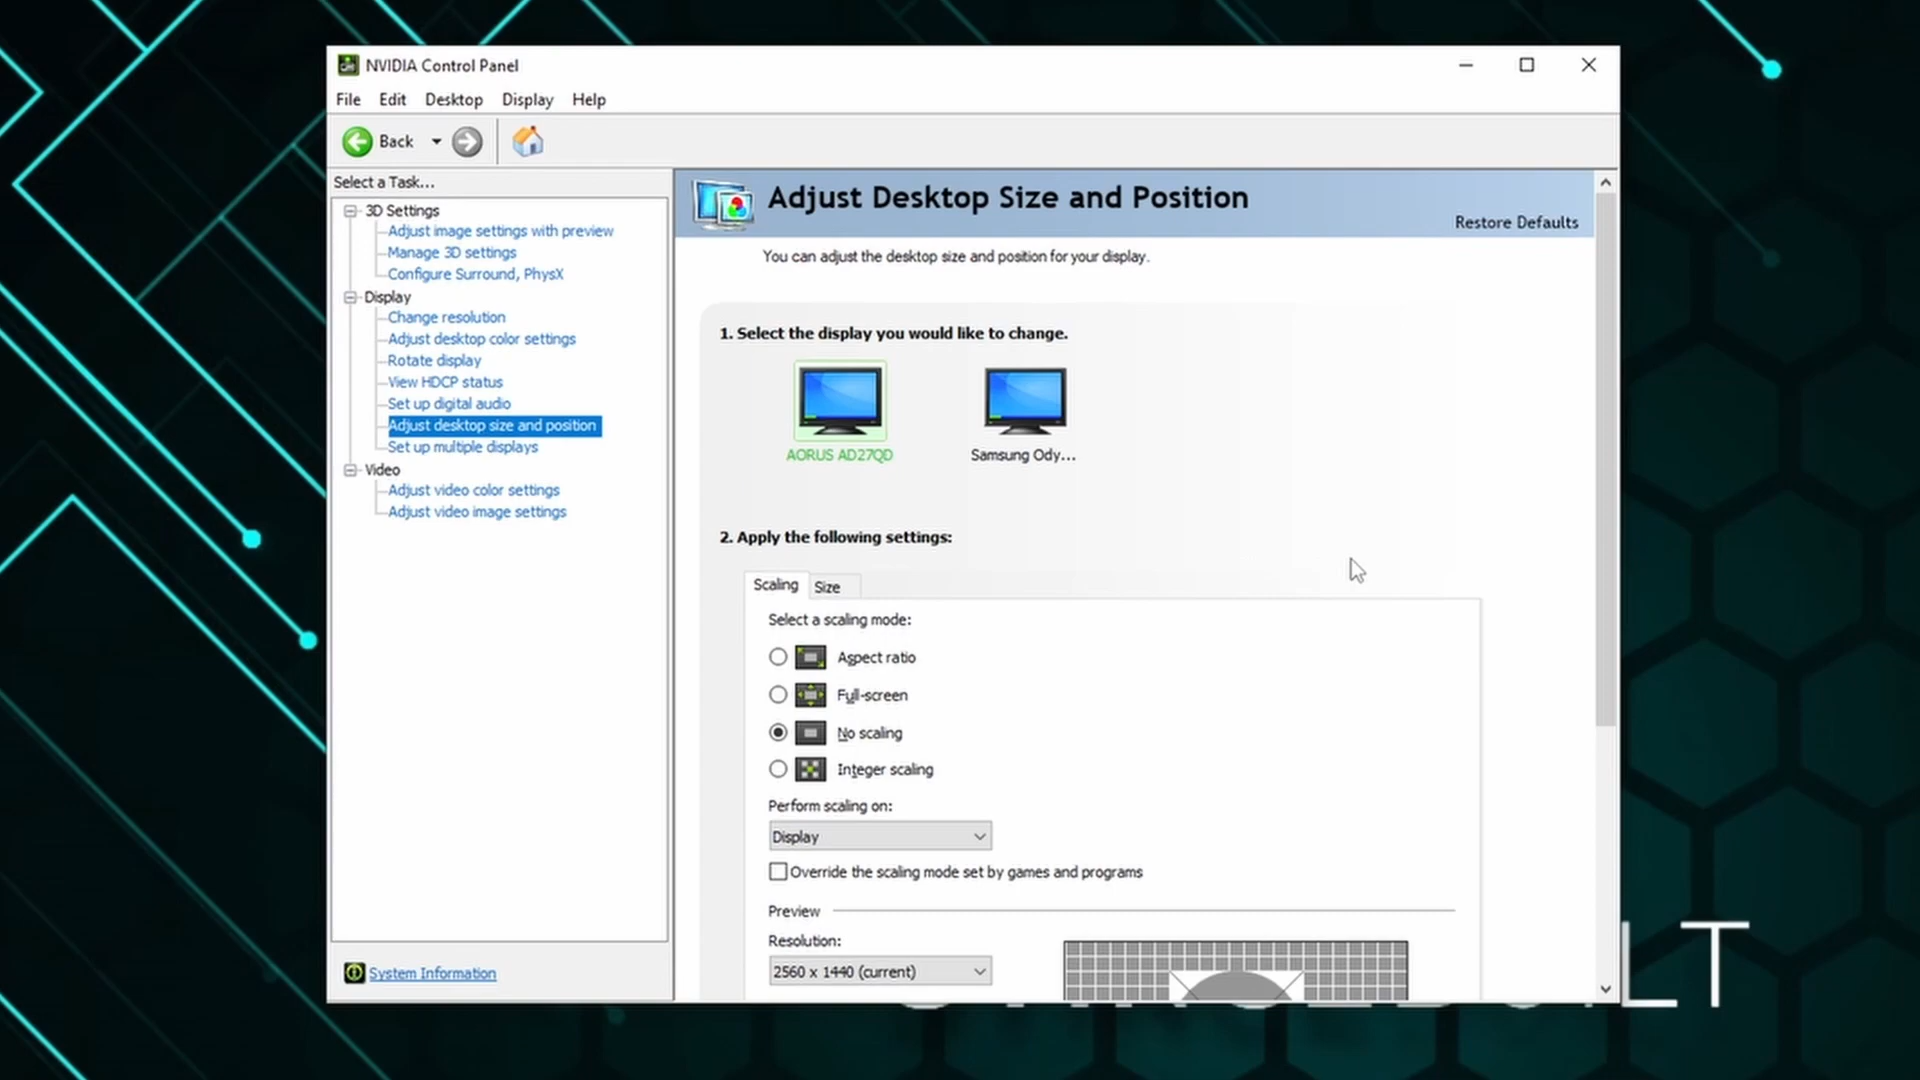 NVIDIA Control Panel
File Edit Desktop Display Help
Back
Select a Task...
3D Settings
Adjust image settings with preview
Manage 3D settings
Configure Surround, PhysX
Display
Change resolution
Adjust desktop color settings
Rotate display
View HDCP status
Set up digital audio
Adjust desktop size and position
Set up multiple displays
Video
Adjust video color settings
Adjust video image settings
System Information
Adjust Desktop Size and Position
Restore Defaults
You can adjust the desktop size and position for your display.
1. Select the display you would like to change.
AORUS AD27QD Samsung Ody...
2. Apply the following settings:
Scaling Size
Select a scaling mode:
Aspect ratio
Full-screen
No scaling
Integer scaling
Perform scaling on:
Display
Override the scaling mode set by games and programs
Preview
Resolution:
2560 x 1440 (current)